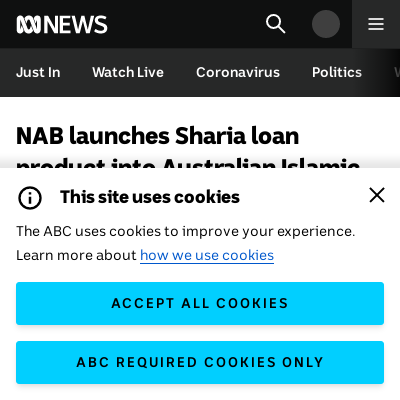 NEWS
Just In Watch Live Coronavirus Politics
NAB launches Sharia loan
product into Australian Islamic
This site uses cookies
The ABC uses cookies to improve your experience.
Learn more about how we use cookies
ACCEPT ALL COOKIES
ABC REQUIRED COOKIES ONLY